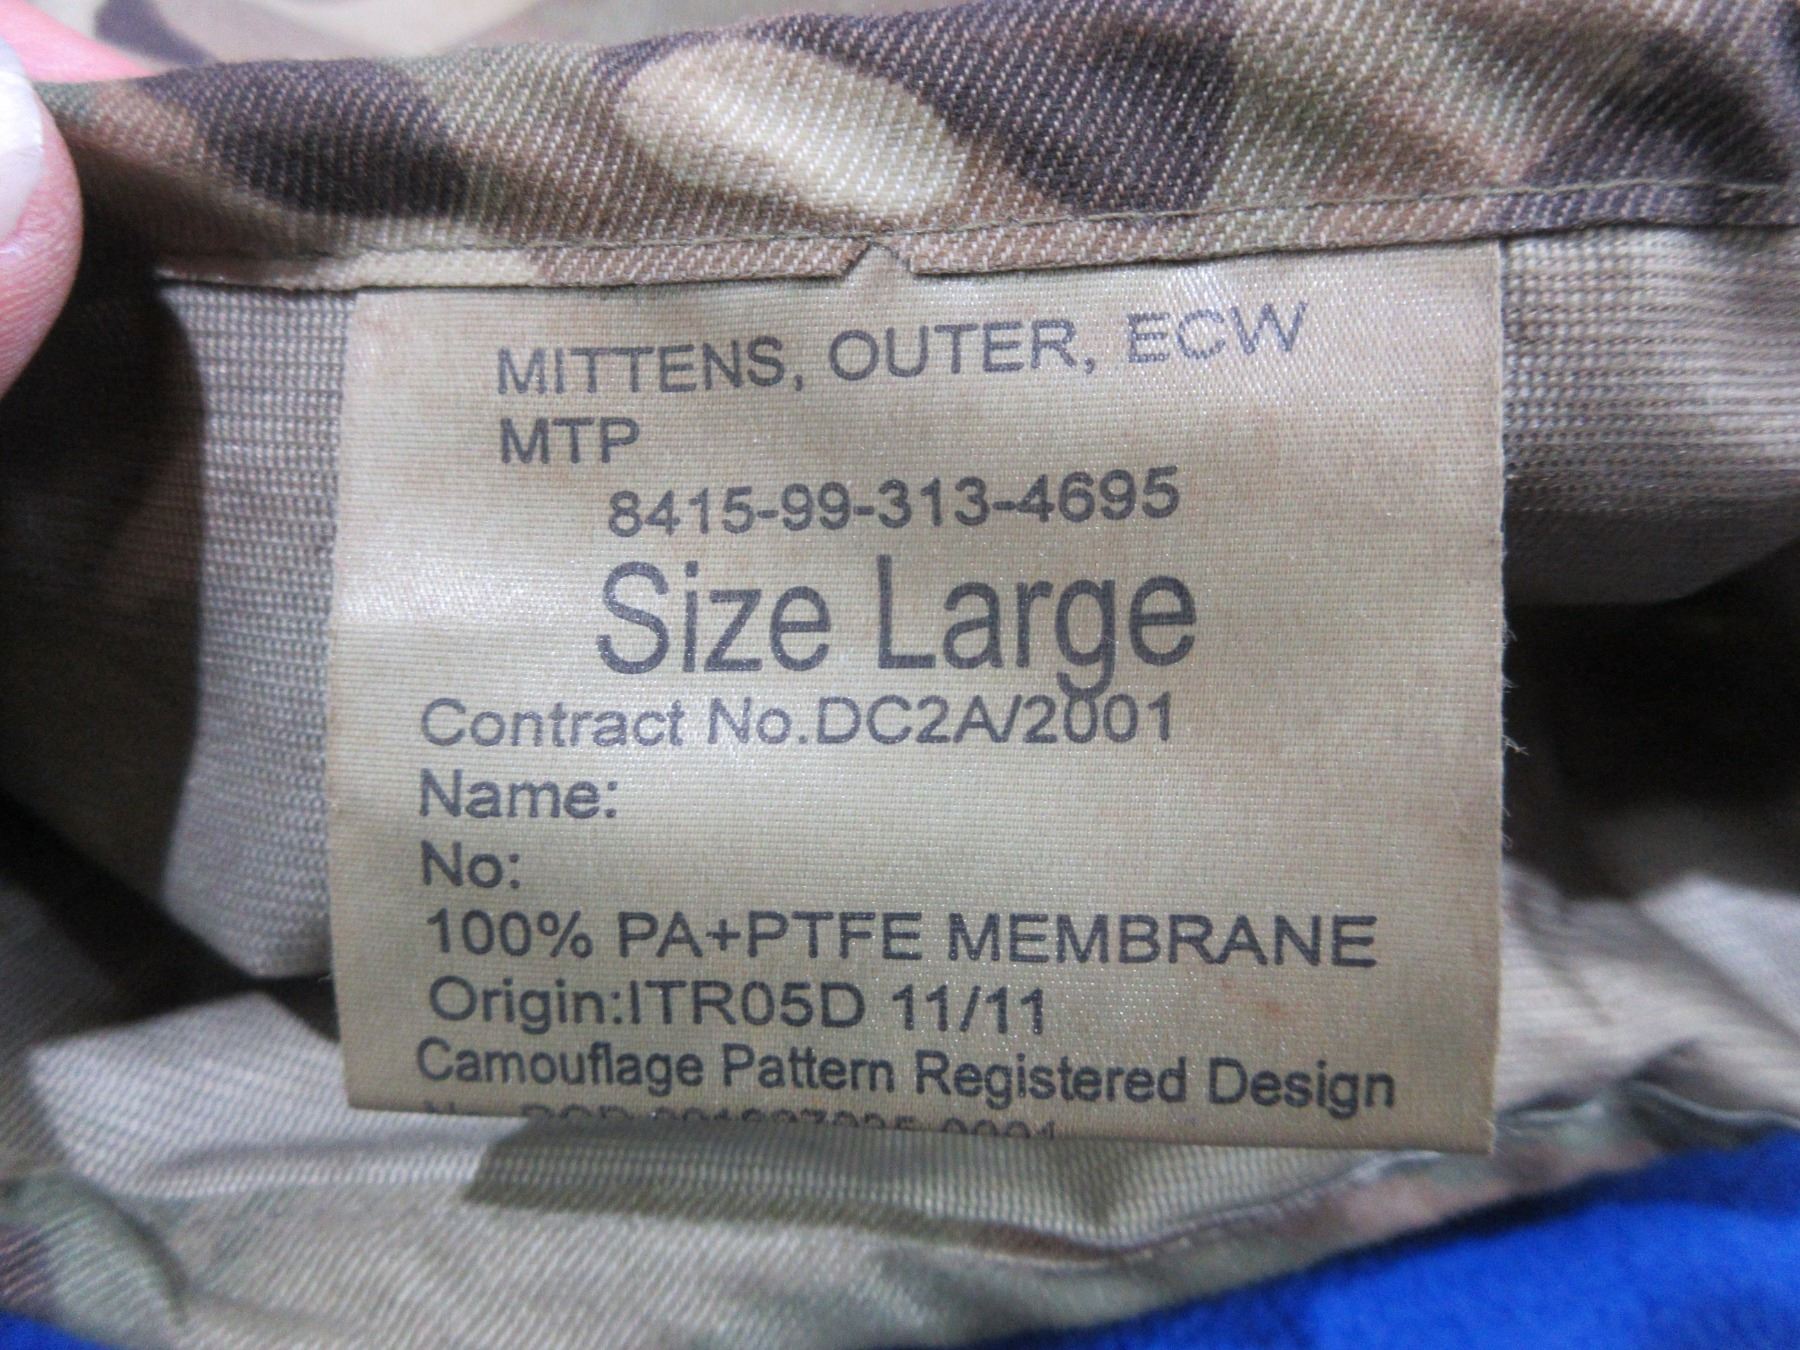 MITTENS, OUTER, ECW
MTP
8415-99-313-4695
Size Large
Contract No.DC2A/2001
Name:
No:
100% PA+PTFE MEMBRANE
Origin:ITR05D 11/11
Camouflage Pattern Registered Design